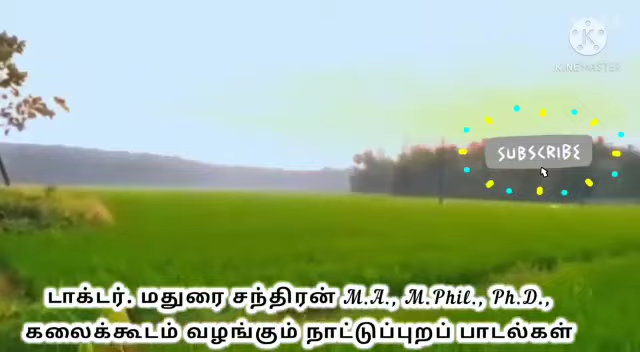 KINEMASTER
SUBSCRIBE
டாக்டர். மதுரை சந்திரன் M.A., M.Phil., Ph.D.,
கலைக்கூடம் வழங்கும் நாட்டுப்புறப் பாடல்கள்